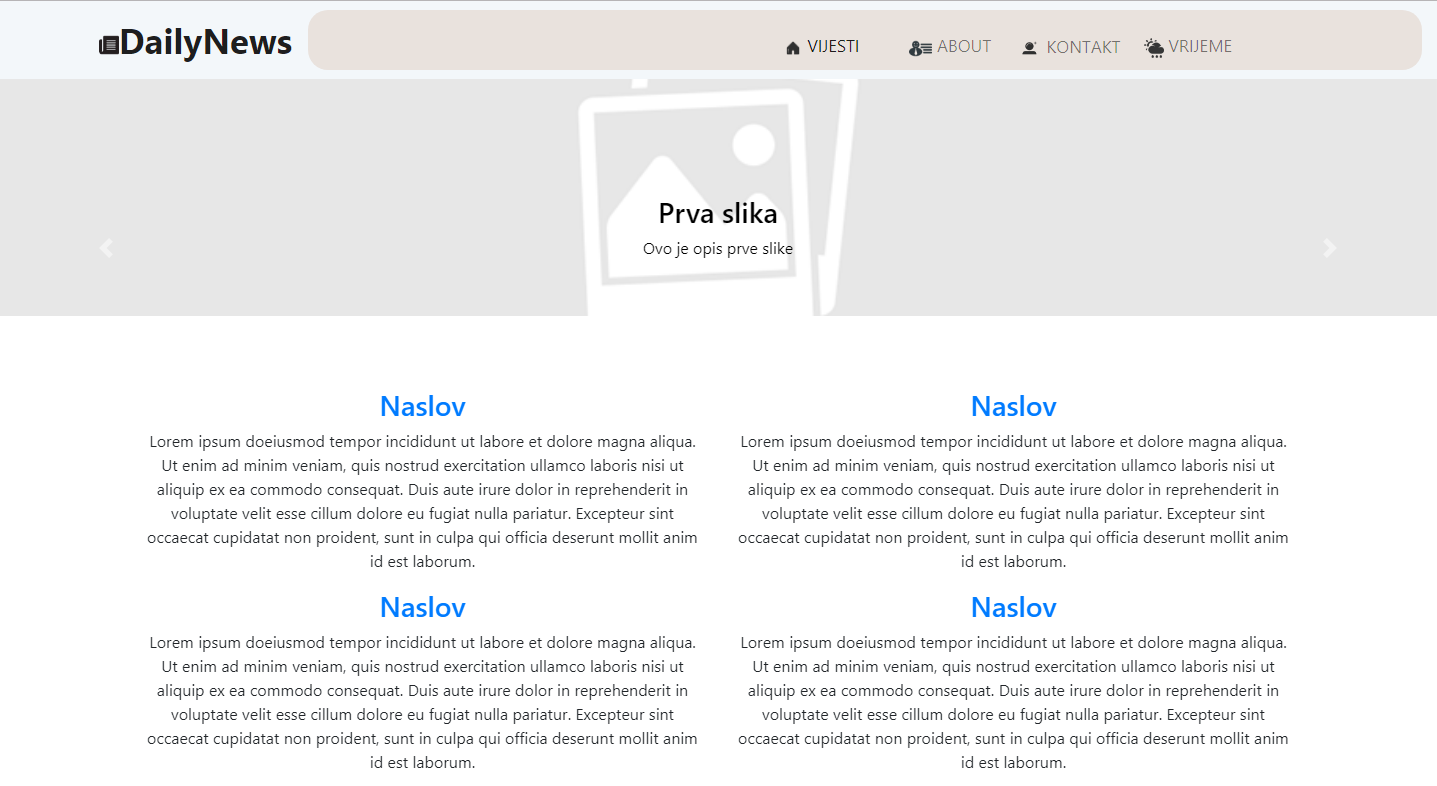 DailyNews
VIJESTI ABOUT KONTAKT VRIJEME
Prva slika
Ovo je opis prve slike
Naslov
Lorem ipsum doeiusmod tempor incididunt ut labore et dolore magna aliqua.
Ut enim ad minim veniam, quis nostrud exercitation ullamco laboris nisi ut
aliquip ex ea commodo consequat. Duis aute irure dolor in reprehenderit in
voluptate velit esse cillum dolore eu fugiat nulla pariatur. Excepteur sint
occaecat cupidatat non proident, sunt in culpa qui officia deserunt mollit anim
id est laborum.
Naslov
Lorem ipsum doeiusmod tempor incididunt ut labore et dolore magna aliqua.
Ut enim ad minim veniam, quis nostrud exercitation ullamco laboris nisi ut
aliquip ex ea commodo consequat. Duis aute irure dolor in reprehenderit in
voluptate velit esse cillum dolore eu fugiat nulla pariatur. Excepteur sint
occaecat cupidatat non proident, sunt in culpa qui officia deserunt mollit anim
id est laborum.
Naslov
Lorem ipsum doeiusmod tempor incididunt ut labore et dolore magna aliqua.
Ut enim ad minim veniam, quis nostrud exercitation ullamco laboris nisi ut
aliquip ex ea commodo consequat. Duis aute irure dolor in reprehenderit in
voluptate velit esse cillum dolore eu fugiat nulla pariatur. Excepteur sint
occaecat cupidatat non proident, sunt in culpa qui officia deserunt mollit anim
id est laborum.
Naslov
Lorem ipsum doeiusmod tempor incididunt ut labore et dolore magna aliqua.
Ut enim ad minim veniam, quis nostrud exercitation ullamco laboris nisi ut
aliquip ex ea commodo consequat. Duis aute irure dolor in reprehenderit in
voluptate velit esse cillum dolore eu fugiat nulla pariatur. Excepteur sint
occaecat cupidatat non proident, sunt in culpa qui officia deserunt mollit anim
id est laborum.